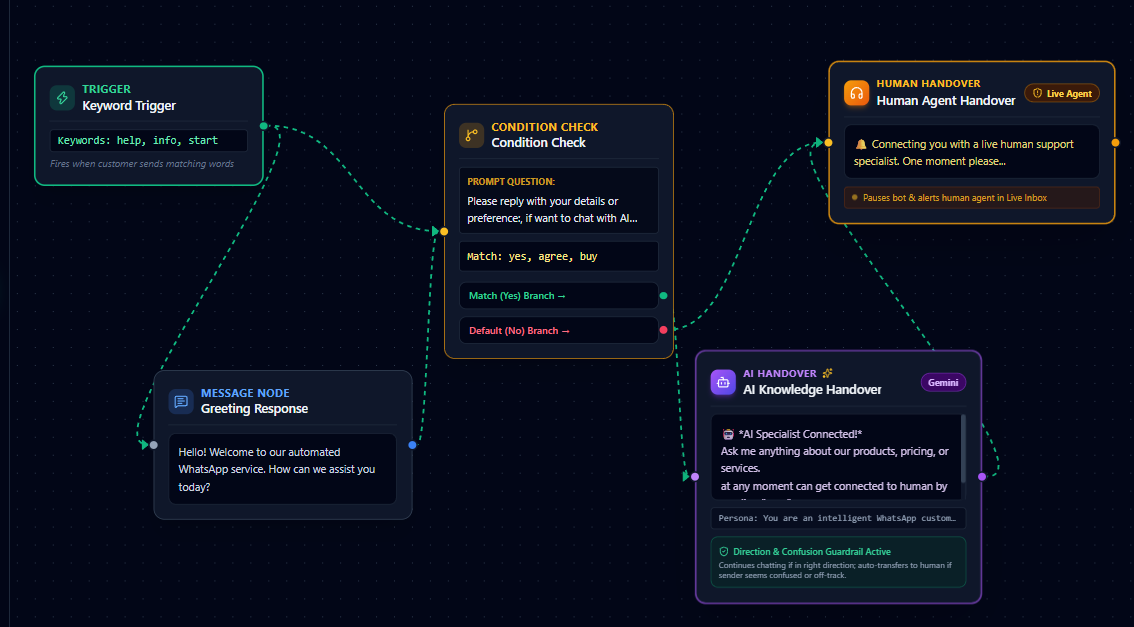 TRIGGER
Keyword Trigger
Keywords: help, info, start
Fires when customer sends matching words
CONDITION CHECK
Condition Check
PROMPT QUESTION:
Please reply with your details or
preference:, if want to chat with AI...
Match: yes, agree, buy
Match (Yes) Branch →
Default (No) Branch →
HUMAN HANDOVER
Human Agent Handover
Live Agent
🔔 Connecting you with a live human support
specialist. One moment please...
Pauses bot & alerts human agent in Live Inbox
MESSAGE NODE
Greeting Response
Hello! Welcome to our automated
WhatsApp service. How can we assist you
today?
AI HANDOVER ✨
AI Knowledge Handover
Gemini
🤖 *AI Specialist Connected!*
Ask me anything about our products, pricing, or
services.
at any moment can get connected to human by
Persona: You are an intelligent WhatsApp custom…
Direction & Confusion Guardrail Active
Continues chatting if in right direction; auto-transfers to human if
sender seems confused or off-track.